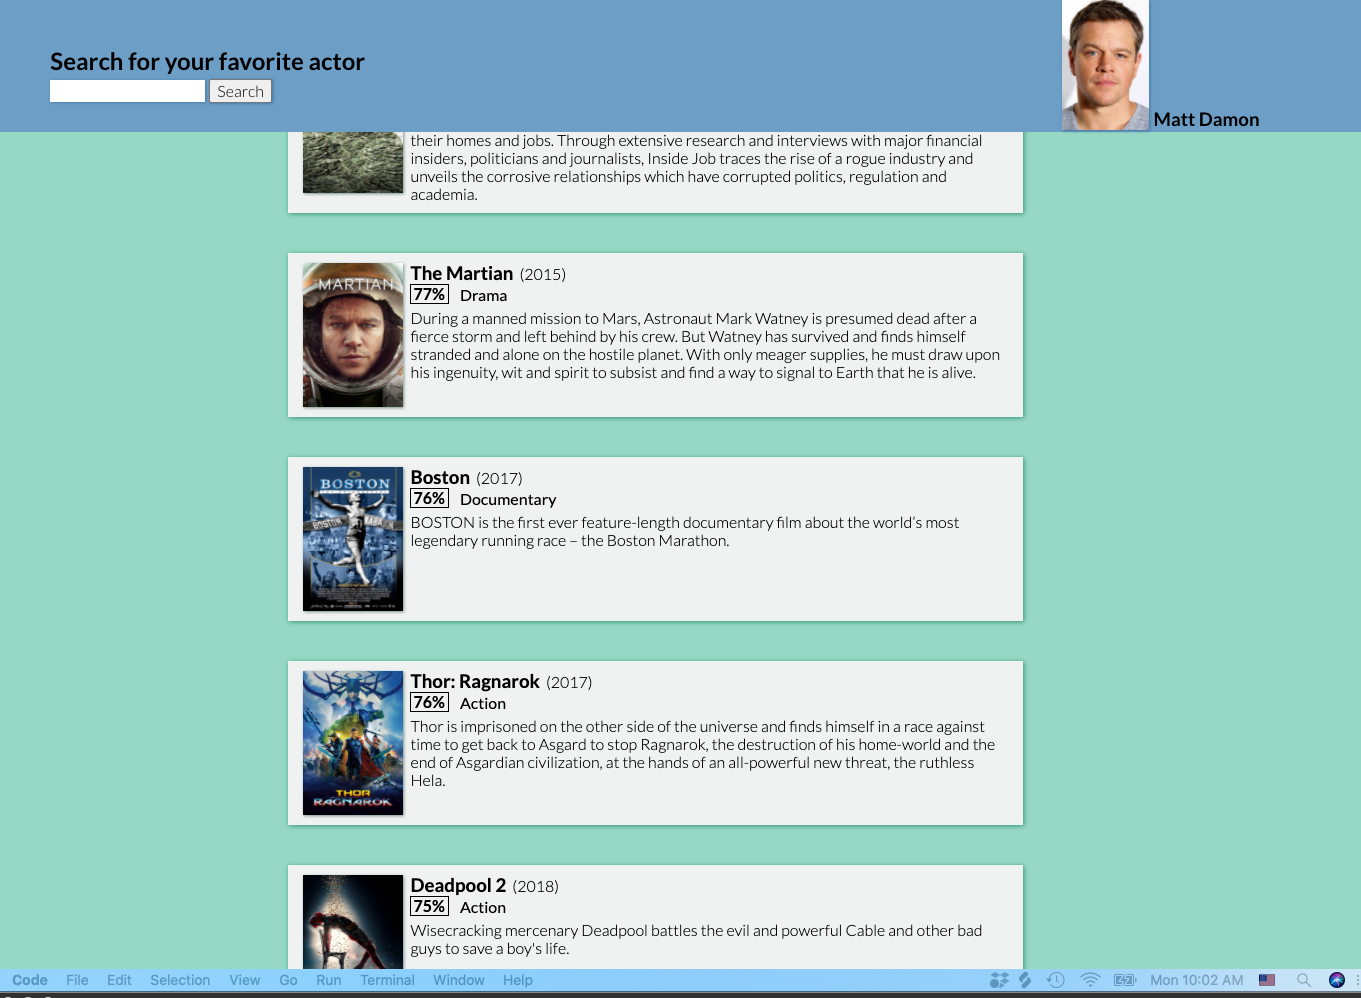 Search for your favorite actor
Search
Matt Damon
their homes and jobs. Through extensive research and interviews with major financial
insiders, politicians and journalists, Inside Job traces the rise of a rogue industry and
unveils the corrosive relationships which have corrupted politics, regulation and
academia.
MARTIAN
The Martian (2015)
77% Drama
During a manned mission to Mars, Astronaut Mark Watney is presumed dead after a
fierce storm and left behind by his crew. But Watney has survived and finds himself
stranded and alone on the hostile planet. With only meager supplies, he must draw upon
his ingenuity, wit and spirit to subsist and find a way to signal to Earth that he is alive.
BOSTON
Boston (2017)
76% Documentary
BOSTON is the first ever feature-length documentary film about the world’s most
legendary running race – the Boston Marathon.
THOR
RAGNAROK
Thor: Ragnarok (2017)
76% Action
Thor is imprisoned on the other side of the universe and finds himself in a race against
time to get back to Asgard to stop Ragnarok, the destruction of his home-world and the
end of Asgardian civilization, at the hands of an all-powerful new threat, the ruthless
Hela.
Deadpool 2 (2018)
75% Action
Wisecracking mercenary Deadpool battles the evil and powerful Cable and other bad
guys to save a boy's life.
Code File Edit Selection View Go Run Terminal Window Help Mon 10:02 AM